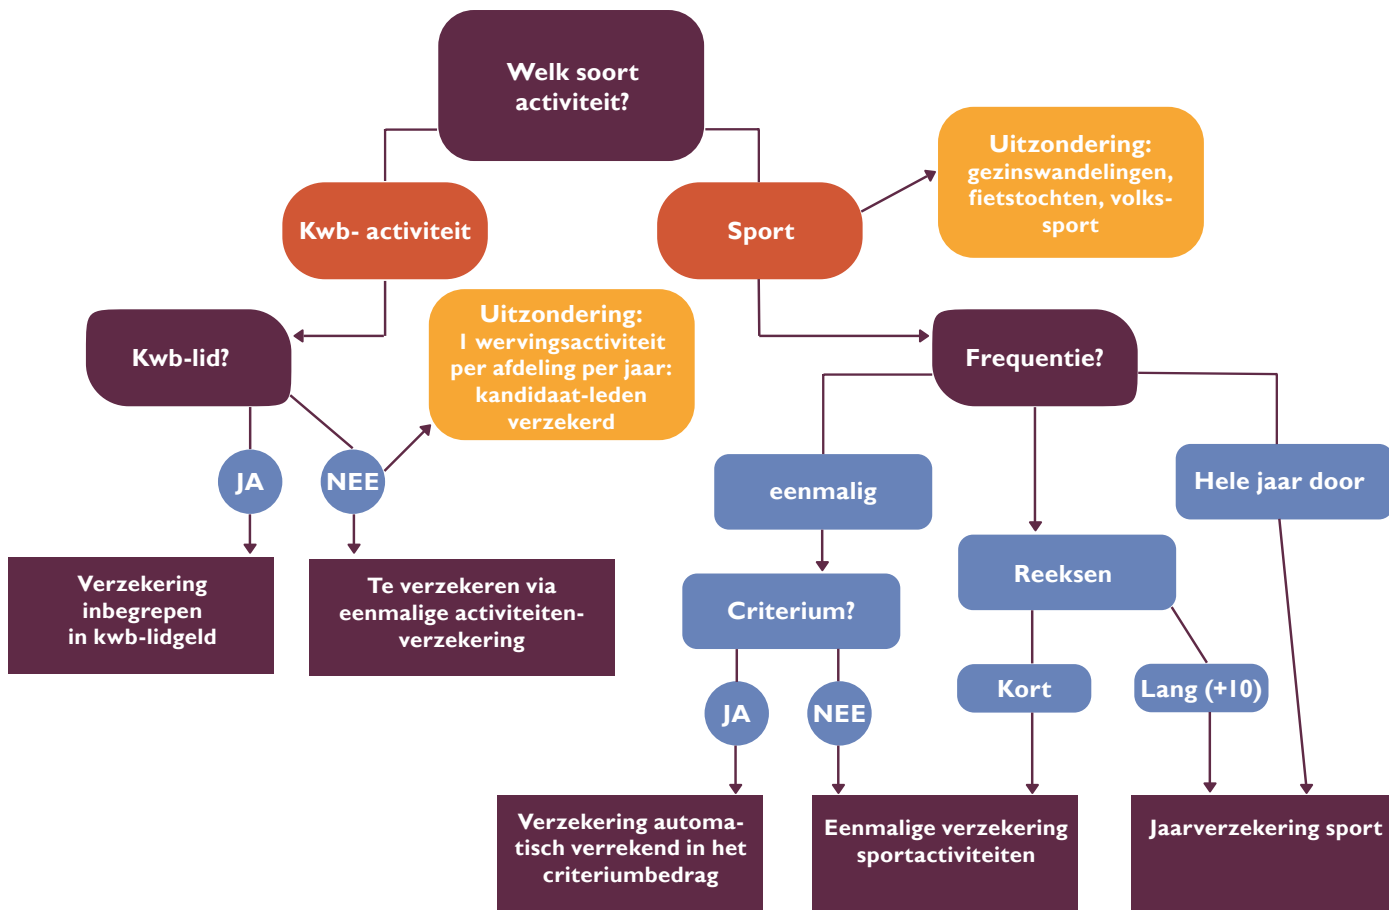 Welk soort
activiteit?
Uitzondering:
gezinswandelingen,
fietstochten, volks-
sport
Kwb- activiteit
Sport
Uitzondering:
1 wervingsactiviteit
per afdeling per jaar:
kandidaat-leden
verzekerd
Kwb-lid?
Frequentie?
JA
NEE
eenmalig
Hele jaar door
Verzekering
inbegrepen
in kwb-lidgeld
Te verzekeren via
eenmalige activiteiten-
verzekering
Criterium?
Reeksen
JA
NEE
Kort
Lang (+10)
Verzekering automa-
tisch verrekend in het
criteriumbedrag
Eenmalige verzekering
sportactiviteiten
Jaarverzekering sport